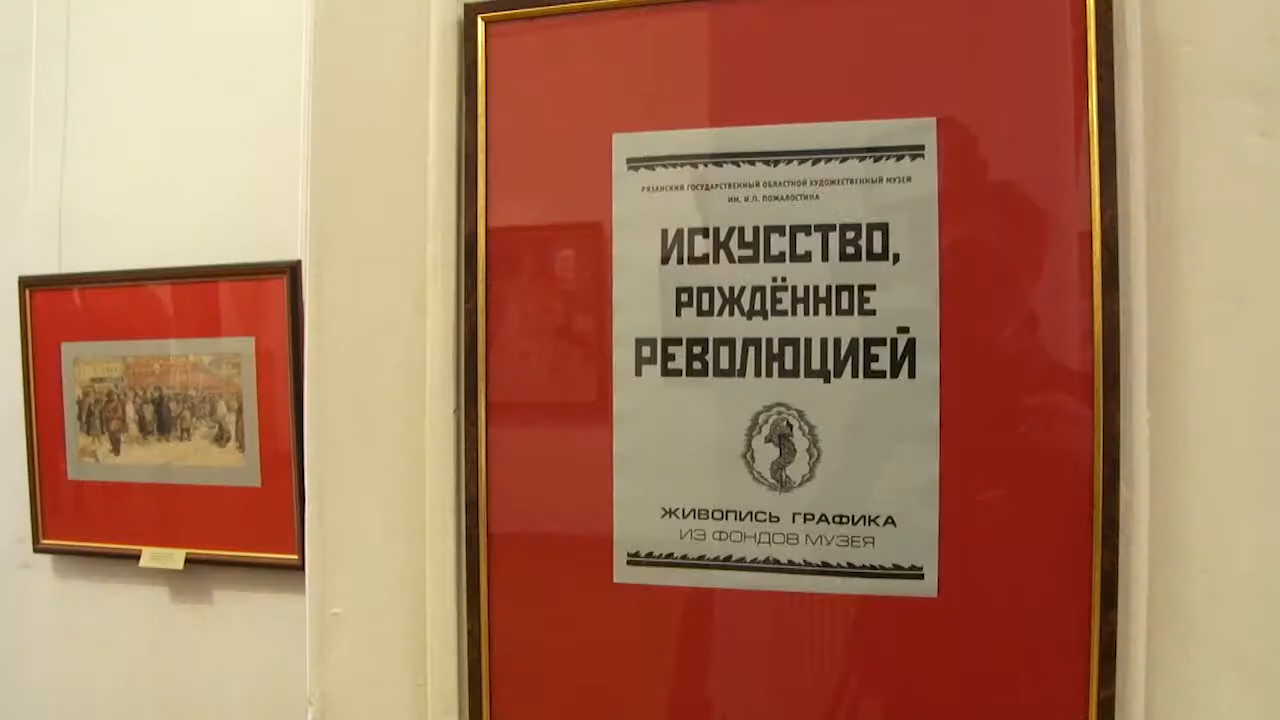 РЯЗАНСКИЙ ГОСУДАРСТВЕННЫЙ ОБЛАСТНОЙ ХУДОЖЕСТВЕННЫЙ МУЗЕЙ
ИМ. И.П. ПОЖАЛОСТИНА
ИСКУССТВО,
РОЖДЁННОЕ
РЕВОЛЮЦИЕЙ
ЖИВОПИСЬ ГРАФИКА
ИЗ ФОНДОВ МУЗЕЯ